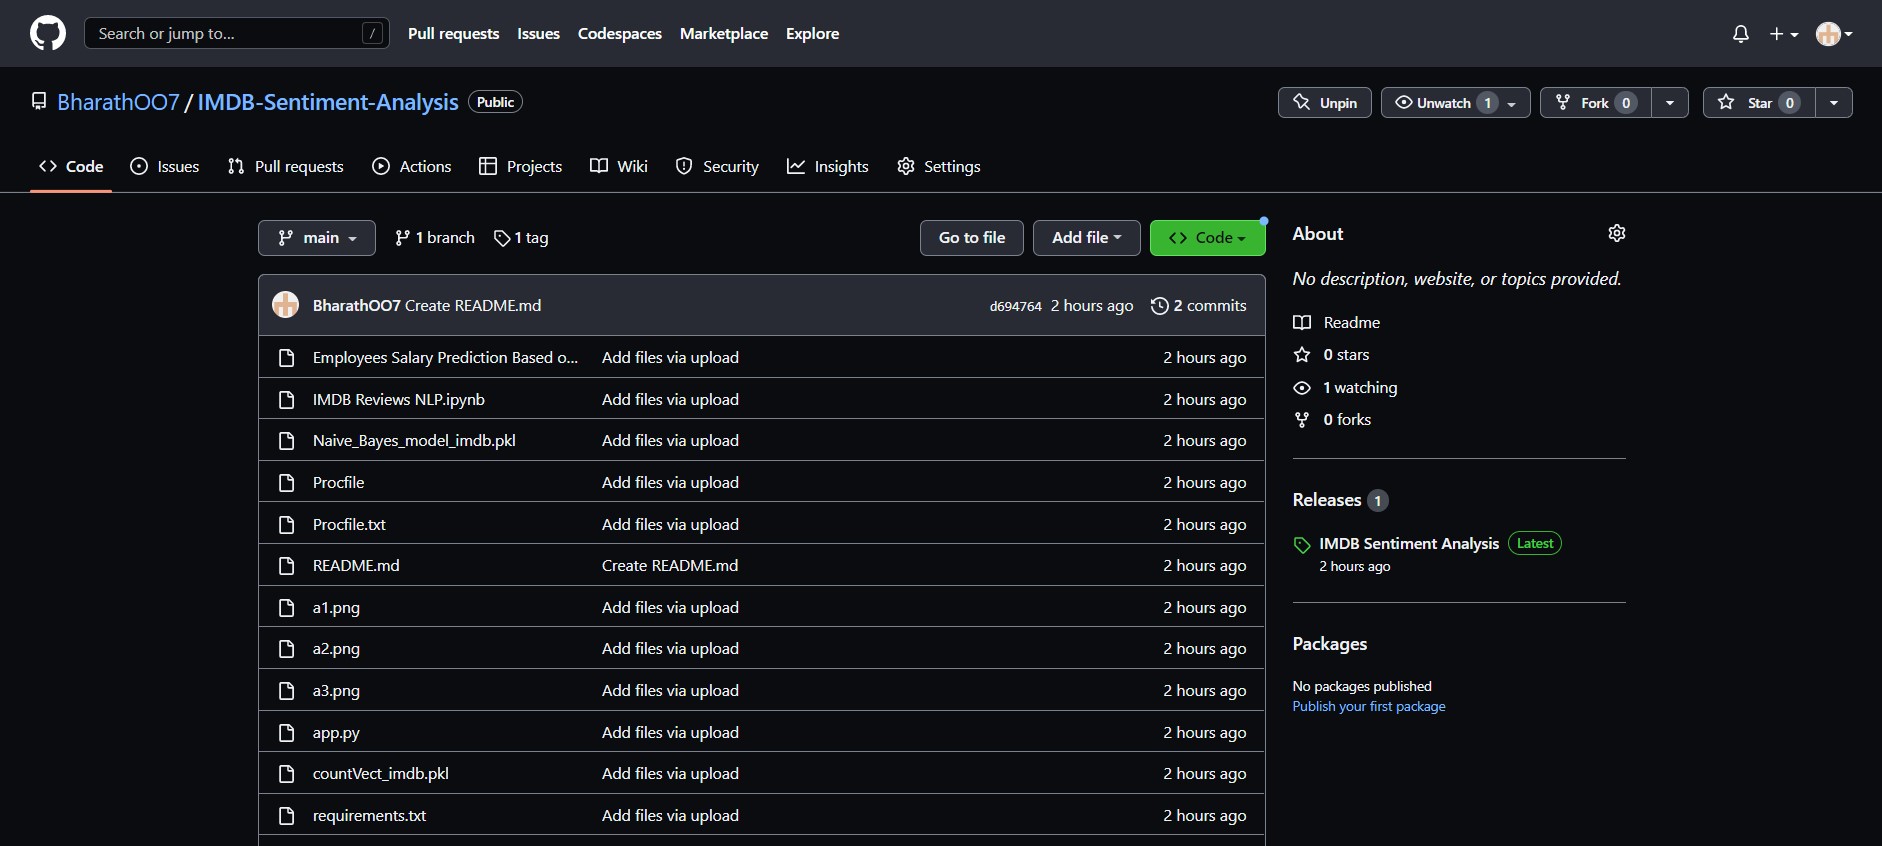 Search or jump to... / Pull requests Issues Codespaces Marketplace Explore
BharathOO7 / IMDB-Sentiment-Analysis Public Unpin Unwatch 1 Fork 0 Star 0
Code Issues Pull requests Actions Projects Wiki Security Insights Settings
main 1 branch 1 tag Go to file Add file Code
BharathOO7 Create README.md d694764 2 hours ago 2 commits
Employees Salary Prediction Based o... Add files via upload 2 hours ago
IMDB Reviews NLP.ipynb Add files via upload 2 hours ago
Naive_Bayes_model_imdb.pkl Add files via upload 2 hours ago
Procfile Add files via upload 2 hours ago
Procfile.txt Add files via upload 2 hours ago
README.md Create README.md 2 hours ago
a1.png Add files via upload 2 hours ago
a2.png Add files via upload 2 hours ago
a3.png Add files via upload 2 hours ago
app.py Add files via upload 2 hours ago
countVect_imdb.pkl Add files via upload 2 hours ago
requirements.txt Add files via upload 2 hours ago
About
No description, website, or topics provided.
Readme
0 stars
1 watching
0 forks
Releases 1
IMDB Sentiment Analysis Latest
2 hours ago
Packages
No packages published
Publish your first package